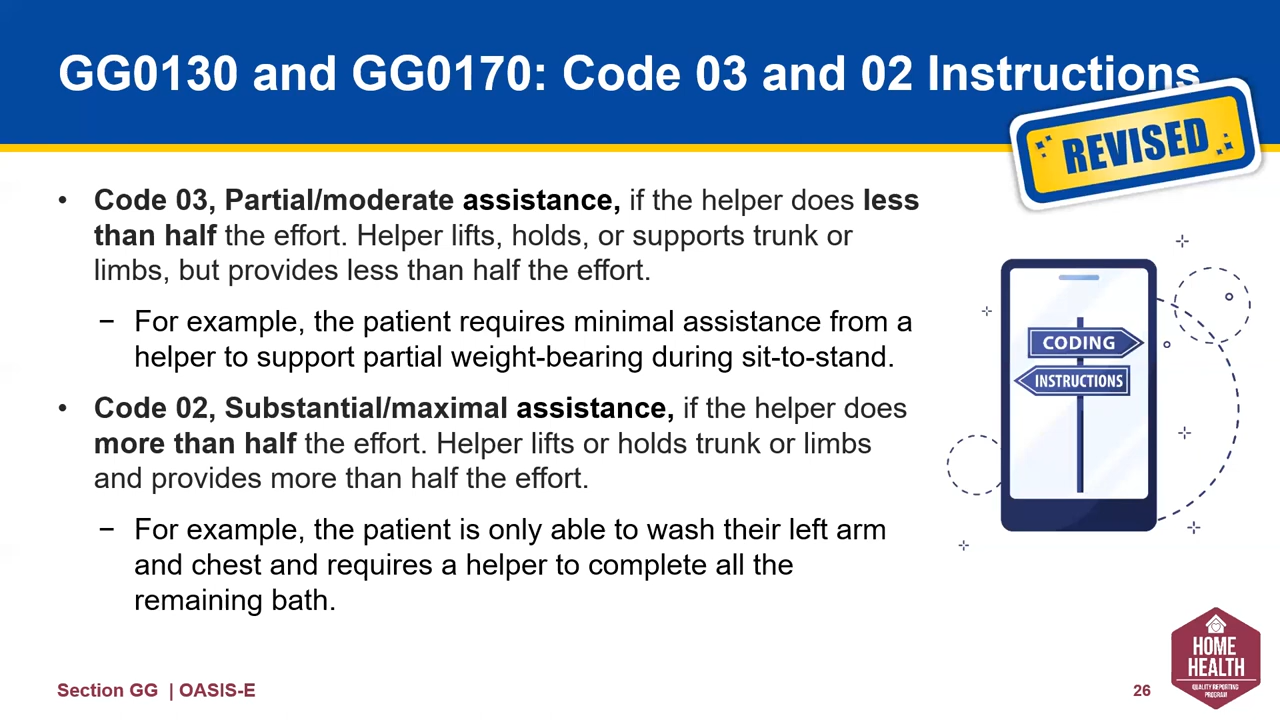 GG0130 and GG0170: Code 03 and 02 Instructions
REVISED
• Code 03, Partial/moderate assistance, if the helper does less
than half the effort. Helper lifts, holds, or supports trunk or
limbs, but provides less than half the effort.
− For example, the patient requires minimal assistance from a
helper to support partial weight-bearing during sit-to-stand.
• Code 02, Substantial/maximal assistance, if the helper does
more than half the effort. Helper lifts or holds trunk or limbs
and provides more than half the effort.
− For example, the patient is only able to wash their left arm
and chest and requires a helper to complete all the
remaining bath.
CODING
INSTRUCTIONS
Section GG | OASIS-E
26
HOME
HEALTH
QUALITY REPORTING
PROGRAM